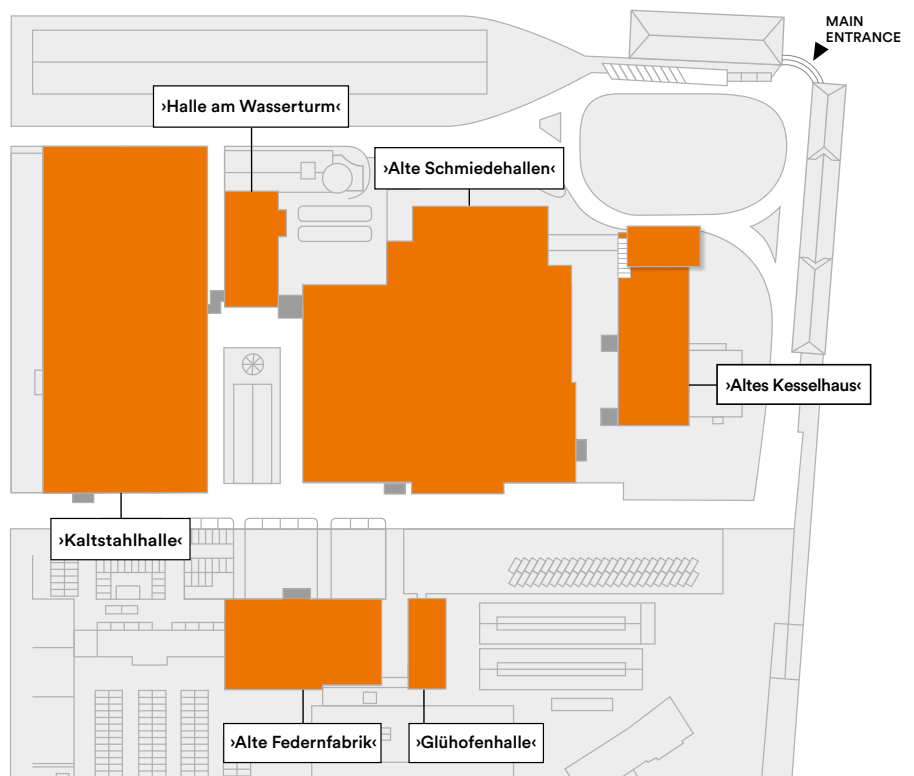 MAIN
ENTRANCE
›Halle am Wasserturm‹
›Alte Schmiedehallen‹
›Altes Kesselhaus‹
›Kaltstahlhalle‹
›Alte Federnfabrik‹
›Glühofenhalle‹